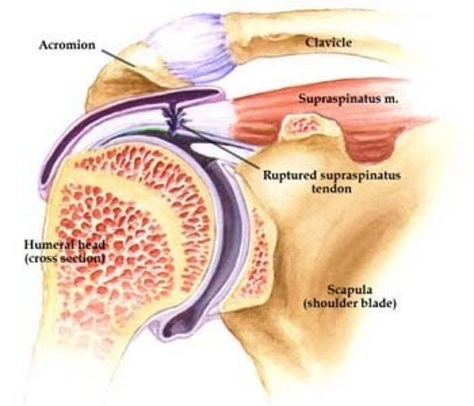 Acromion
Clavicle
Supraspinatus m.
Ruptured supraspinatus
tendon
Humeral head
(cross section)
Scapula
(shoulder blade)